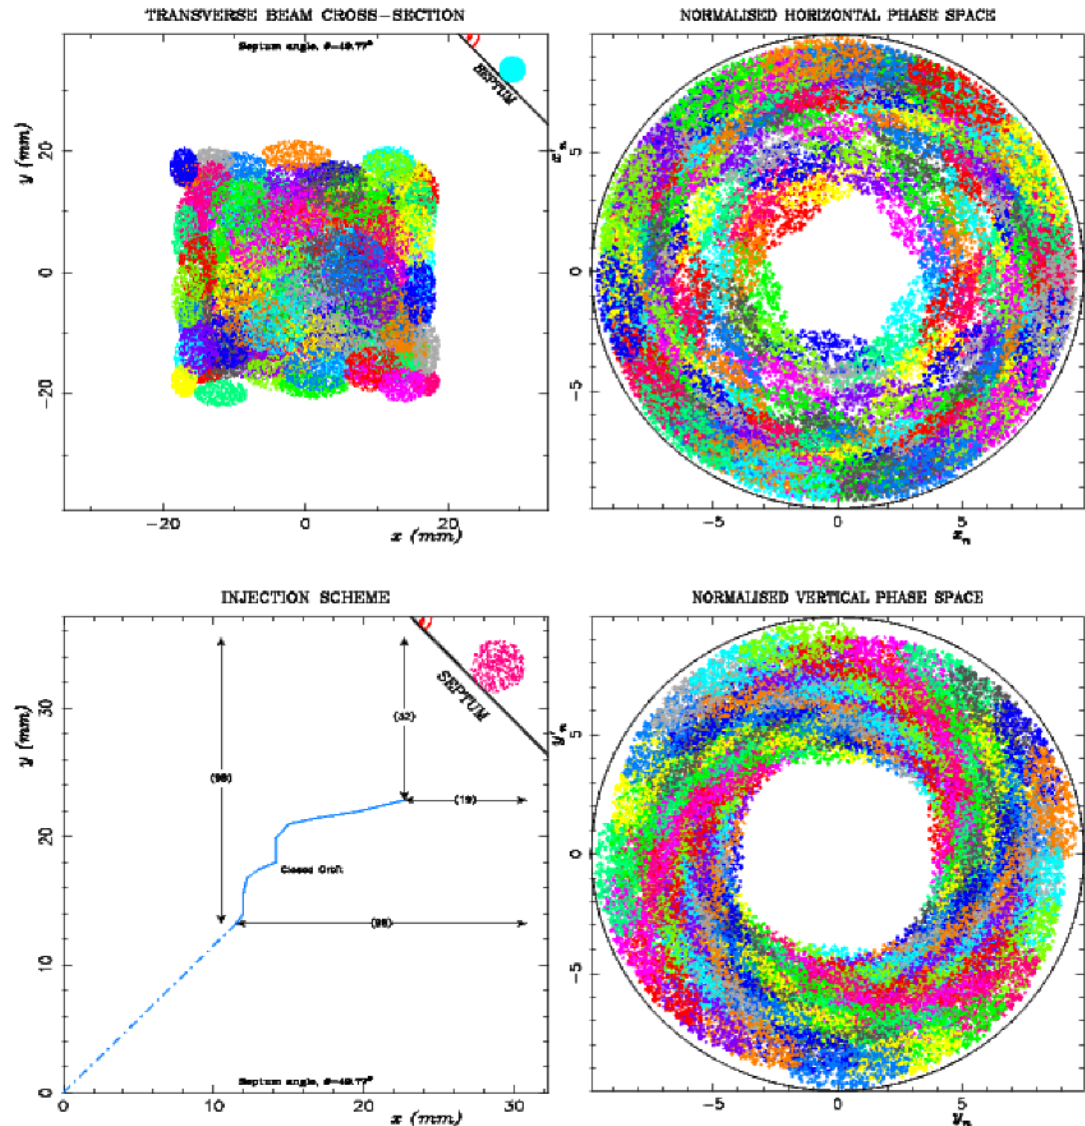 TRANSVERSE BEAM CROSS-SECTION
Septum angle, θ=49.77°
SEPTUM
y (mm)
20
0
-20
-20
0
20
x (mm)
NORMALISED HORIZONTAL PHASE SPACE
x'n
5
0
-5
-5
0
5
xn
INJECTION SCHEME
SEPTUM
y (mm)
30
20
10
0
(32)
(19)
Closed Orbit
Septum angle, θ=49.77°
0
10
20
30
x (mm)
NORMALISED VERTICAL PHASE SPACE
y'n
5
0
-5
-5
0
5
yn